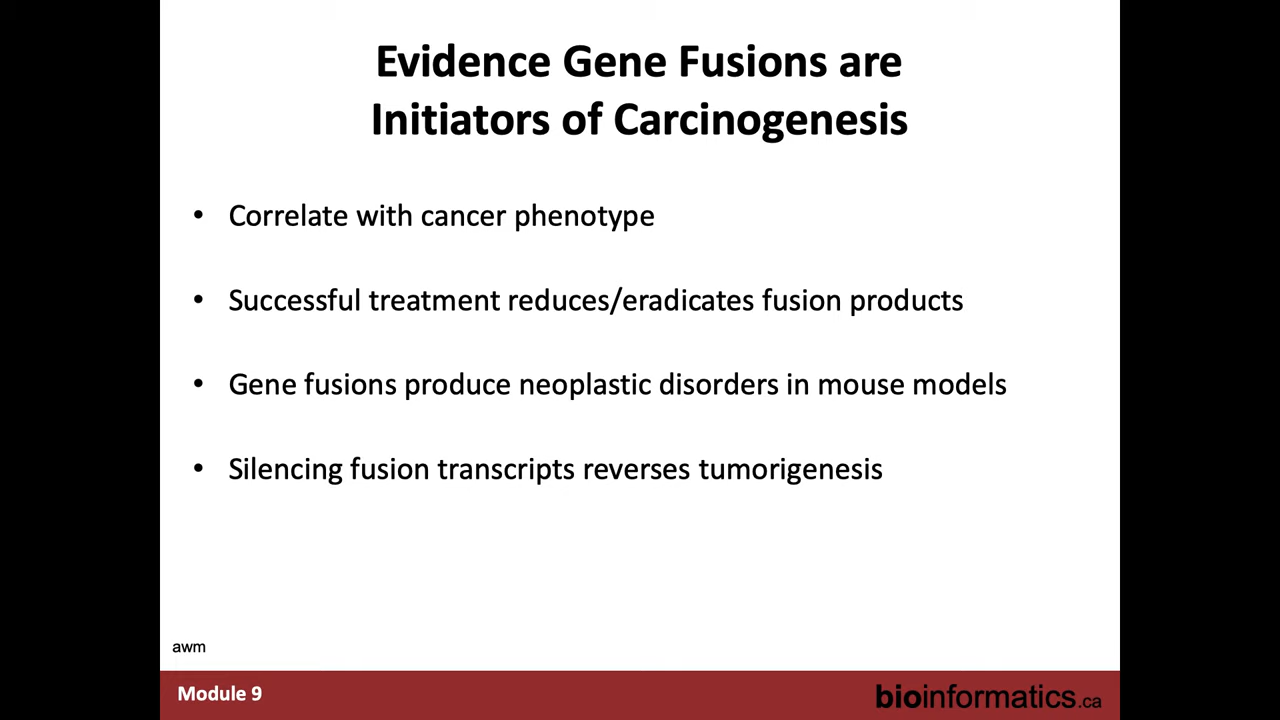 Evidence Gene Fusions are
Initiators of Carcinogenesis
• Correlate with cancer phenotype
• Successful treatment reduces/eradicates fusion products
• Gene fusions produce neoplastic disorders in mouse models
• Silencing fusion transcripts reverses tumorigenesis
awm
Module 9
bioinformatics.ca